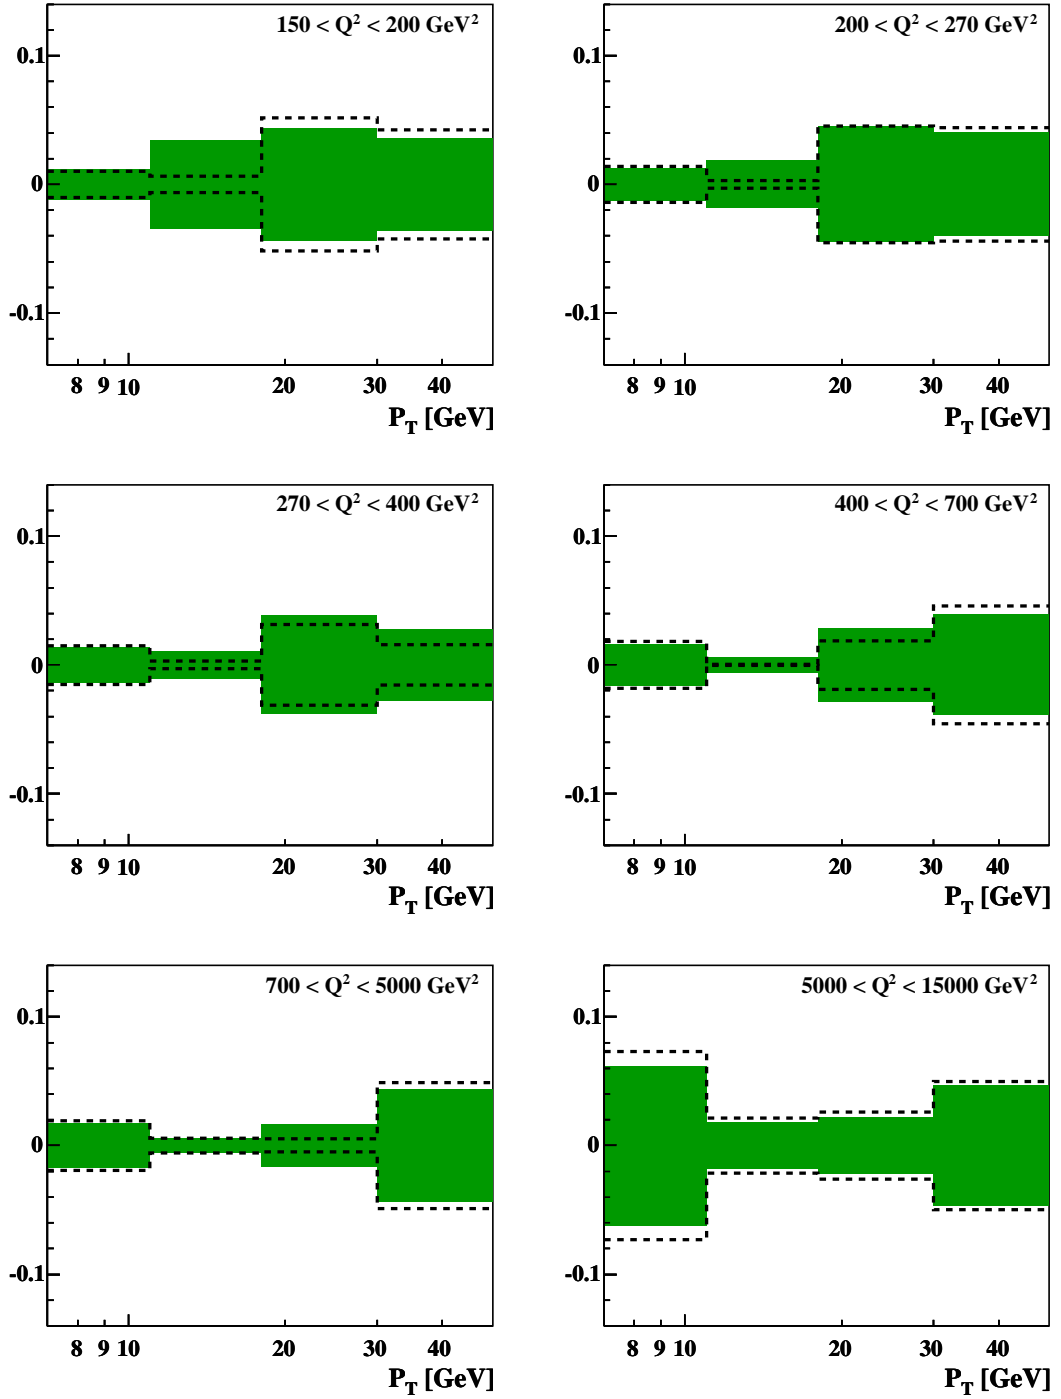 150 < Q² < 200 GeV²
0.1
0
-0.1
8 9 10 20 30 40
P_T [GeV]
200 < Q² < 270 GeV²
0.1
0
-0.1
8 9 10 20 30 40
P_T [GeV]
270 < Q² < 400 GeV²
0.1
0
-0.1
8 9 10 20 30 40
P_T [GeV]
400 < Q² < 700 GeV²
0.1
0
-0.1
8 9 10 20 30 40
P_T [GeV]
700 < Q² < 5000 GeV²
0.1
0
-0.1
8 9 10 20 30 40
P_T [GeV]
5000 < Q² < 15000 GeV²
0.1
0
-0.1
8 9 10 20 30 40
P_T [GeV]